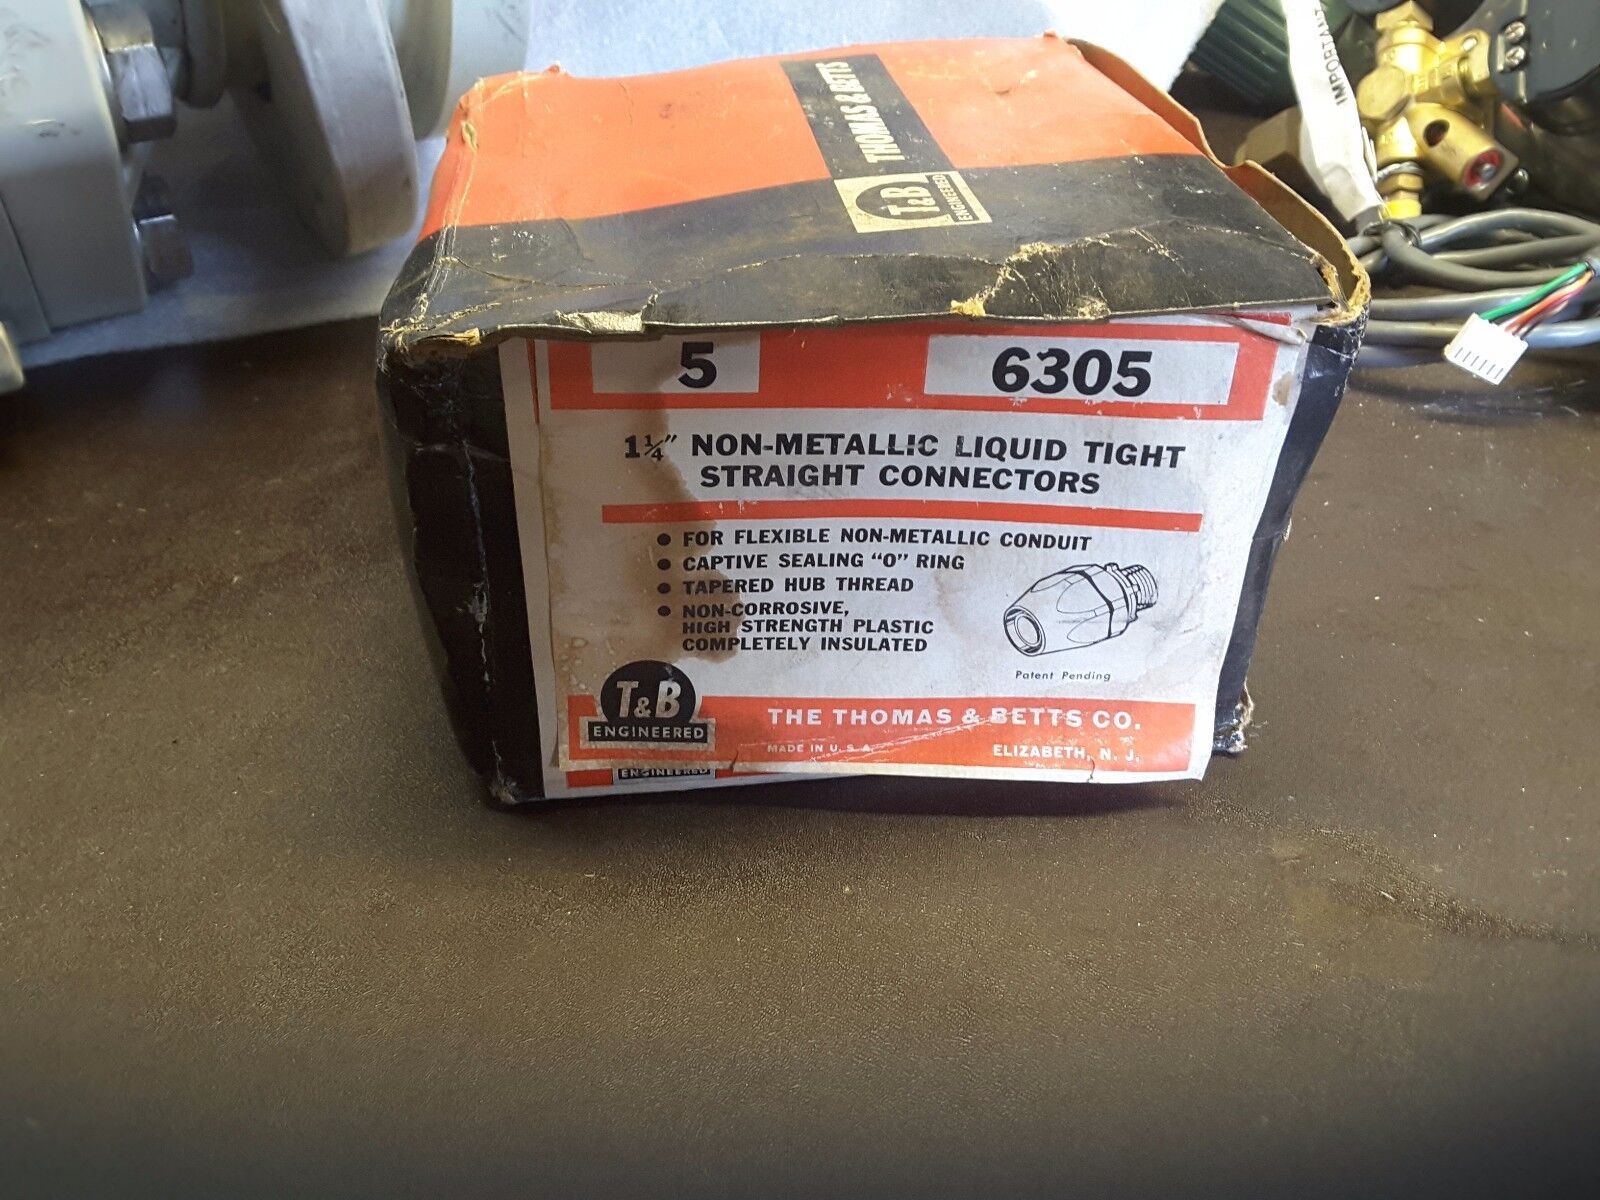 THOMAS & BETTS
T&B
ENGINEERED
IMPORTANT
5 6305
1¼" NON-METALLIC LIQUID TIGHT
STRAIGHT CONNECTORS
• FOR FLEXIBLE NON-METALLIC CONDUIT
• CAPTIVE SEALING "O" RING
• TAPERED HUB THREAD
• NON-CORROSIVE,
HIGH STRENGTH PLASTIC
COMPLETELY INSULATED
Patent Pending
T&B
ENGINEERED
THE THOMAS & BETTS CO.
MADE IN U. S. A.
ELIZABETH, N. J.
ENGINEERED